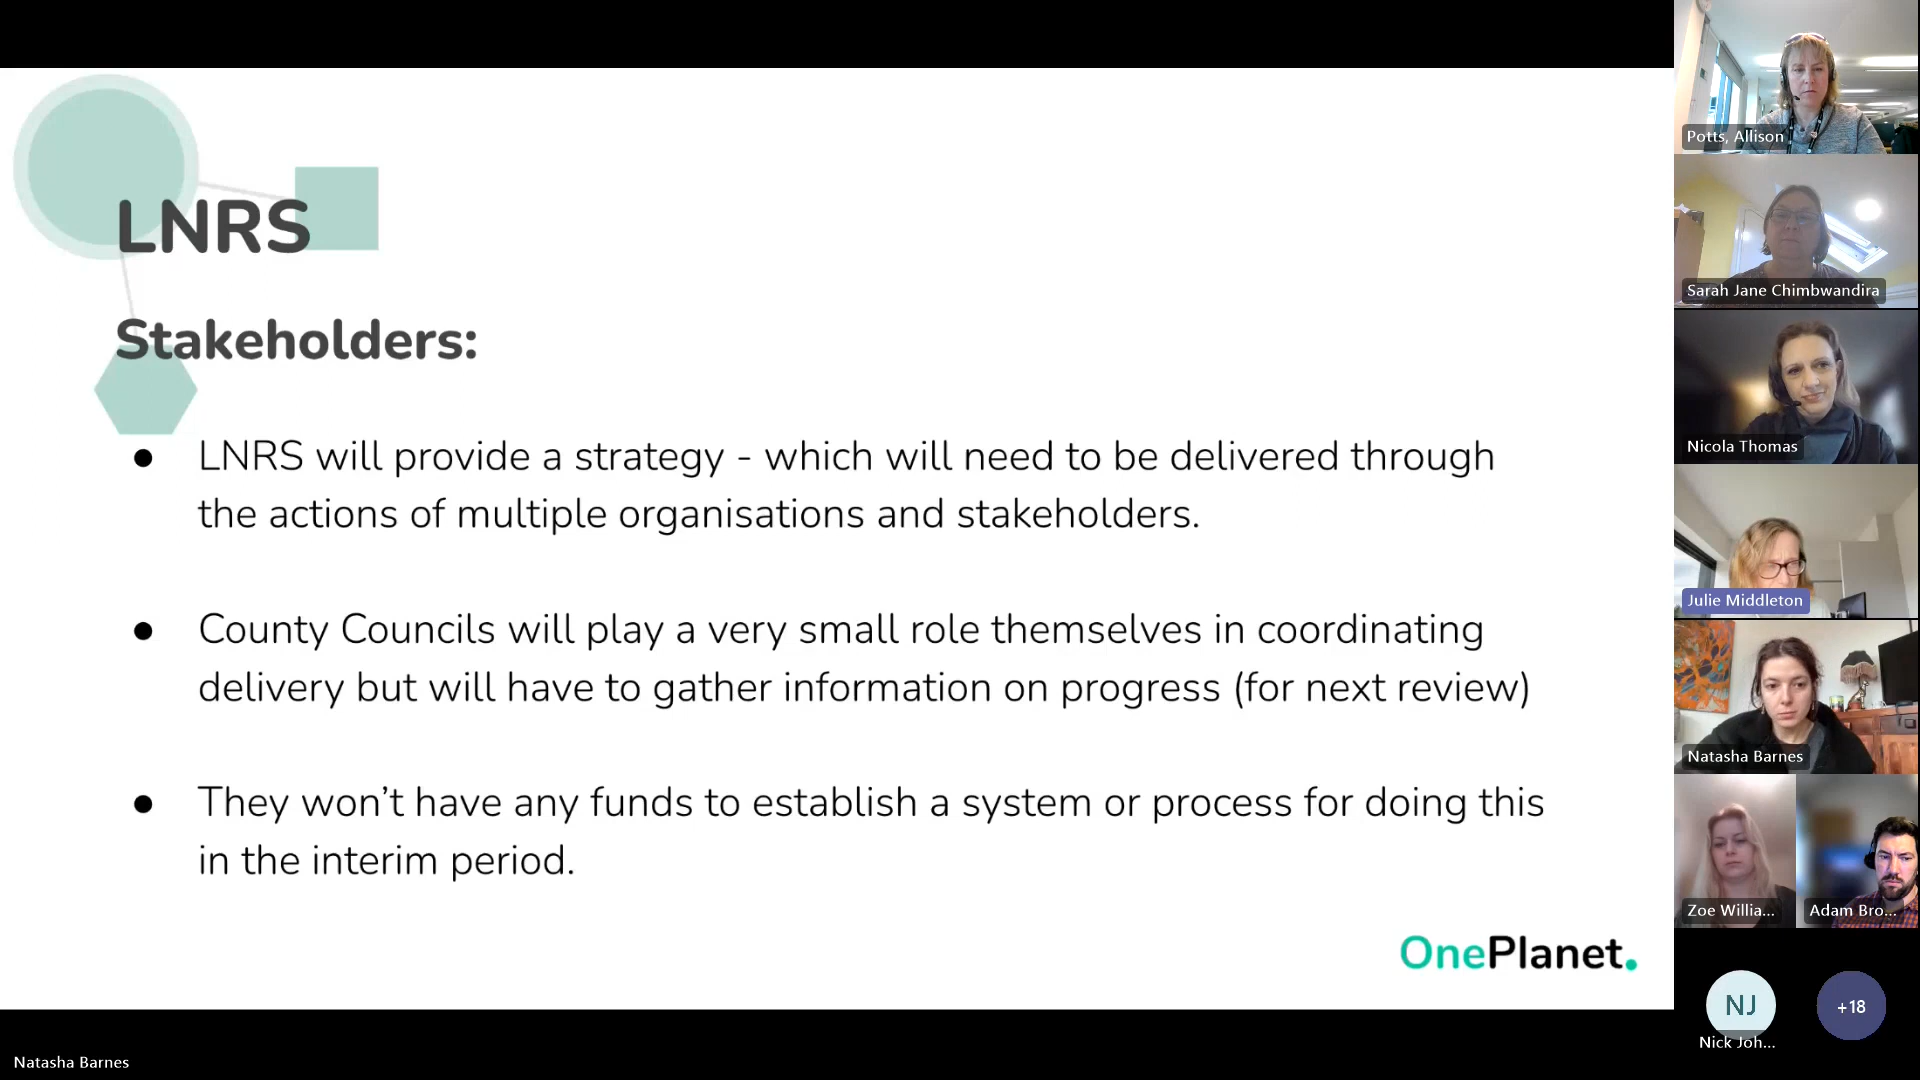 LNRS
Stakeholders:
● LNRS will provide a strategy - which will need to be delivered through
the actions of multiple organisations and stakeholders.
● County Councils will play a very small role themselves in coordinating
delivery but will have to gather information on progress (for next review)
● They won’t have any funds to establish a system or process for doing this
in the interim period.
OnePlanet.
Natasha Barnes
Potts, Allison
Sarah Jane Chimbwandira
Nicola Thomas
Julie Middleton
Natasha Barnes
Zoe Willia...
Adam Bro...
NJ
Nick Joh...
+18